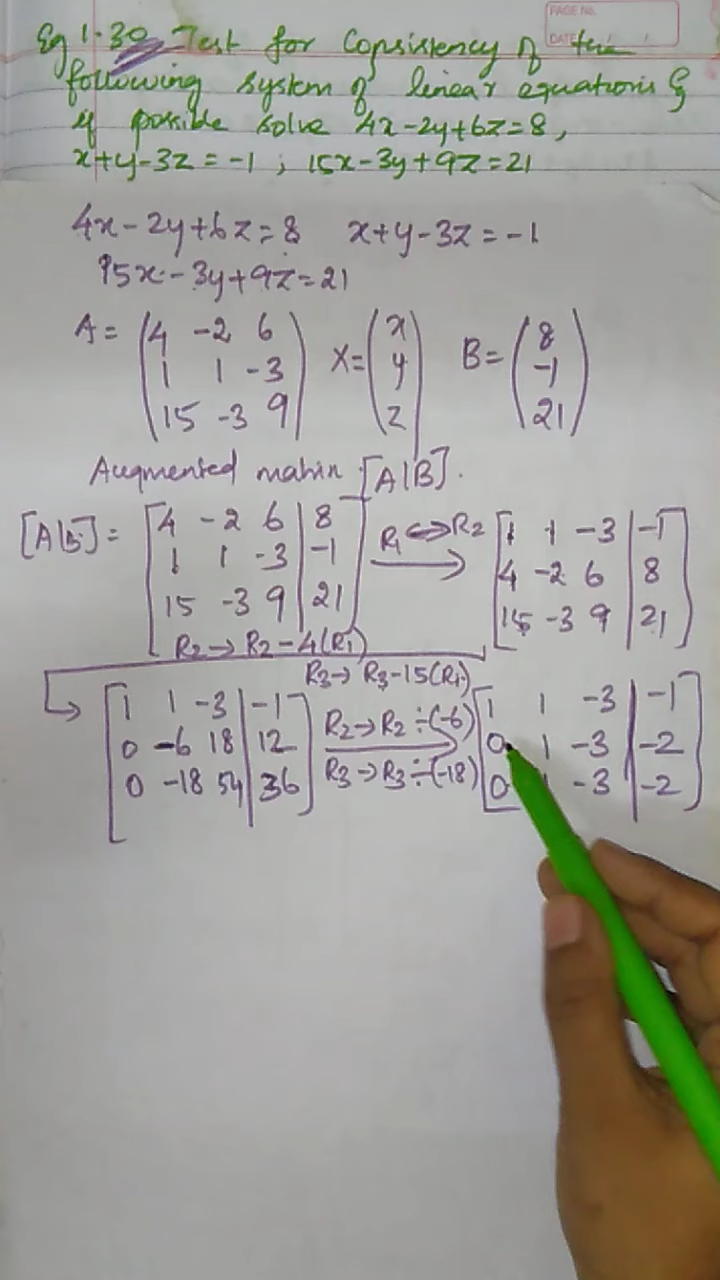 PAGE No.
DATE
Eg 1.30 Test for Consistency of the
following system of linear equations &
if possible solve 4x-2y+6z=8,
x+y-3z=-1 ; 15x-3y+9z=21
4x-2y+6z=8 x+y-3z=-1
15x-3y+9z=21
A= (4 -2 6 X= (x B= (8
1 1 -3 y -1
15 -3 9) z) 21)
Augmented matrix [A|B].
[A|B]= [4 -2 6 | 8 R1↔R2 [1 1 -3 | -1
1 1 -3 | -1 → 4 -2 6 | 8
15 -3 9 | 21] 15 -3 9 | 21]
R2→R2-4(R1)
R3→R3-15(R1)
[1 1 -3 | -1 R2→R2÷(-6) [1 1 -3 | -1
0 -6 18 | 12 → 0 1 -3 | -2
0 -18 54 | 36] R3→R3÷(-18) 0 1 -3 | -2]